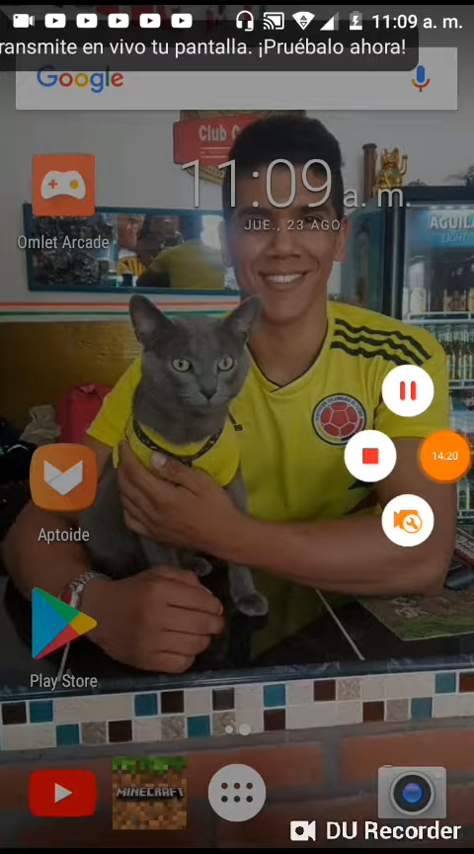 11:09 a. m.
ransmite en vivo tu pantalla. ¡Pruébalo ahora!
Google
Club C
11:09 a. m.
JUE., 23 AGO.
AGUILA
LIGHT
Omlet Arcade
14:20
Aptoide
Play Store
MINECRAFT
DU Recorder